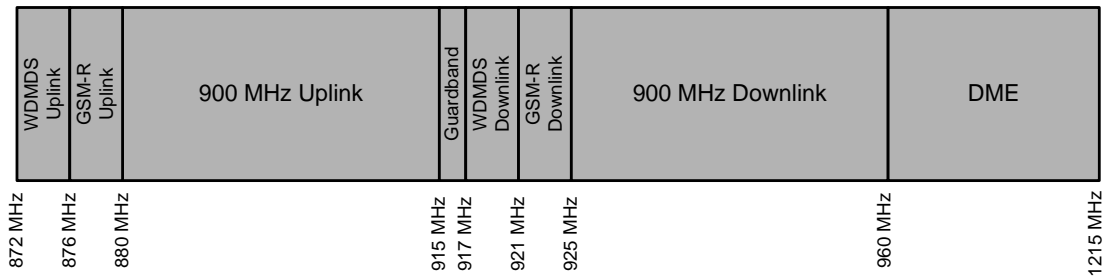 WDMDS
Uplink
GSM-R
Uplink
900 MHz Uplink
Guardband
WDMDS
Downlink
GSM-R
Downlink
900 MHz Downlink
DME
872 MHz
876 MHz
880 MHz
915 MHz
917 MHz
921 MHz
925 MHz
960 MHz
1215 MHz